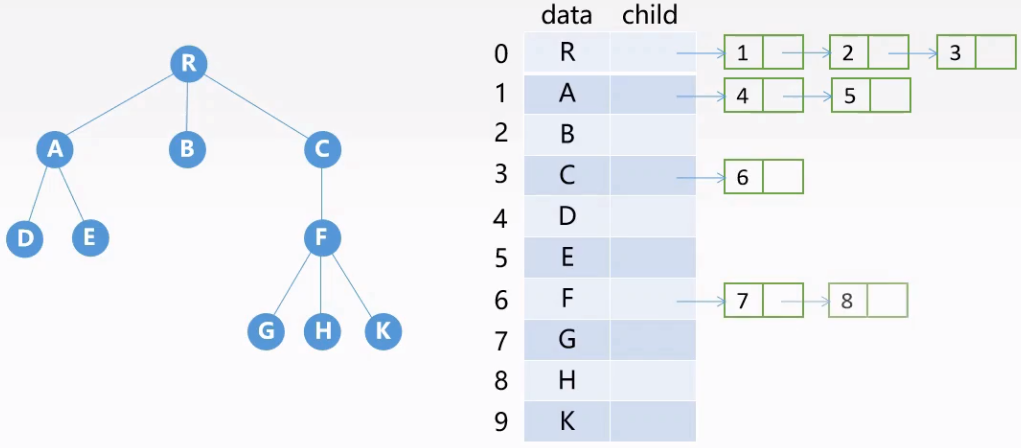 R
A B C
D E F
G H K
data child
0 R 1 2 3
1 A 4 5
2 B
3 C 6
4 D
5 E
6 F 7 8
7 G
8 H
9 K